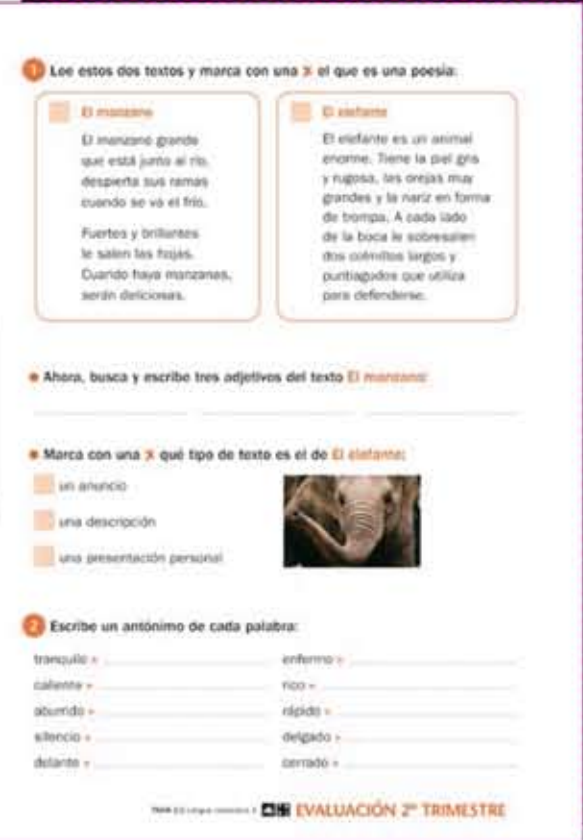 1 Lee estos dos textos y marca con una X el que es una poesía:
El manzano
El manzano grande
que está junto al río,
despierta sus ramas
cuando se va el frío.
Fuertes y brillantes
le salen las hojas.
Cuando haya manzanas,
serán deliciosas.
El elefante
El elefante es un animal
enorme. Tiene la piel gris
y rugosa, las orejas muy
grandes y la nariz en forma
de trompa. A cada lado
de la boca le sobresalen
dos colmillos largos y
puntiagudos que utiliza
para defenderse.
Ahora, busca y escribe tres adjetivos del texto El manzano:
Marca con una X qué tipo de texto es el de El elefante:
un anuncio
una descripción
una presentación personal
2 Escribe un antónimo de cada palabra:
tranquilo
enfermo
caliente
rico
aburrido
rápido
silencio
delgado
delante
cerrado
EVALUACIÓN 2º TRIMESTRE